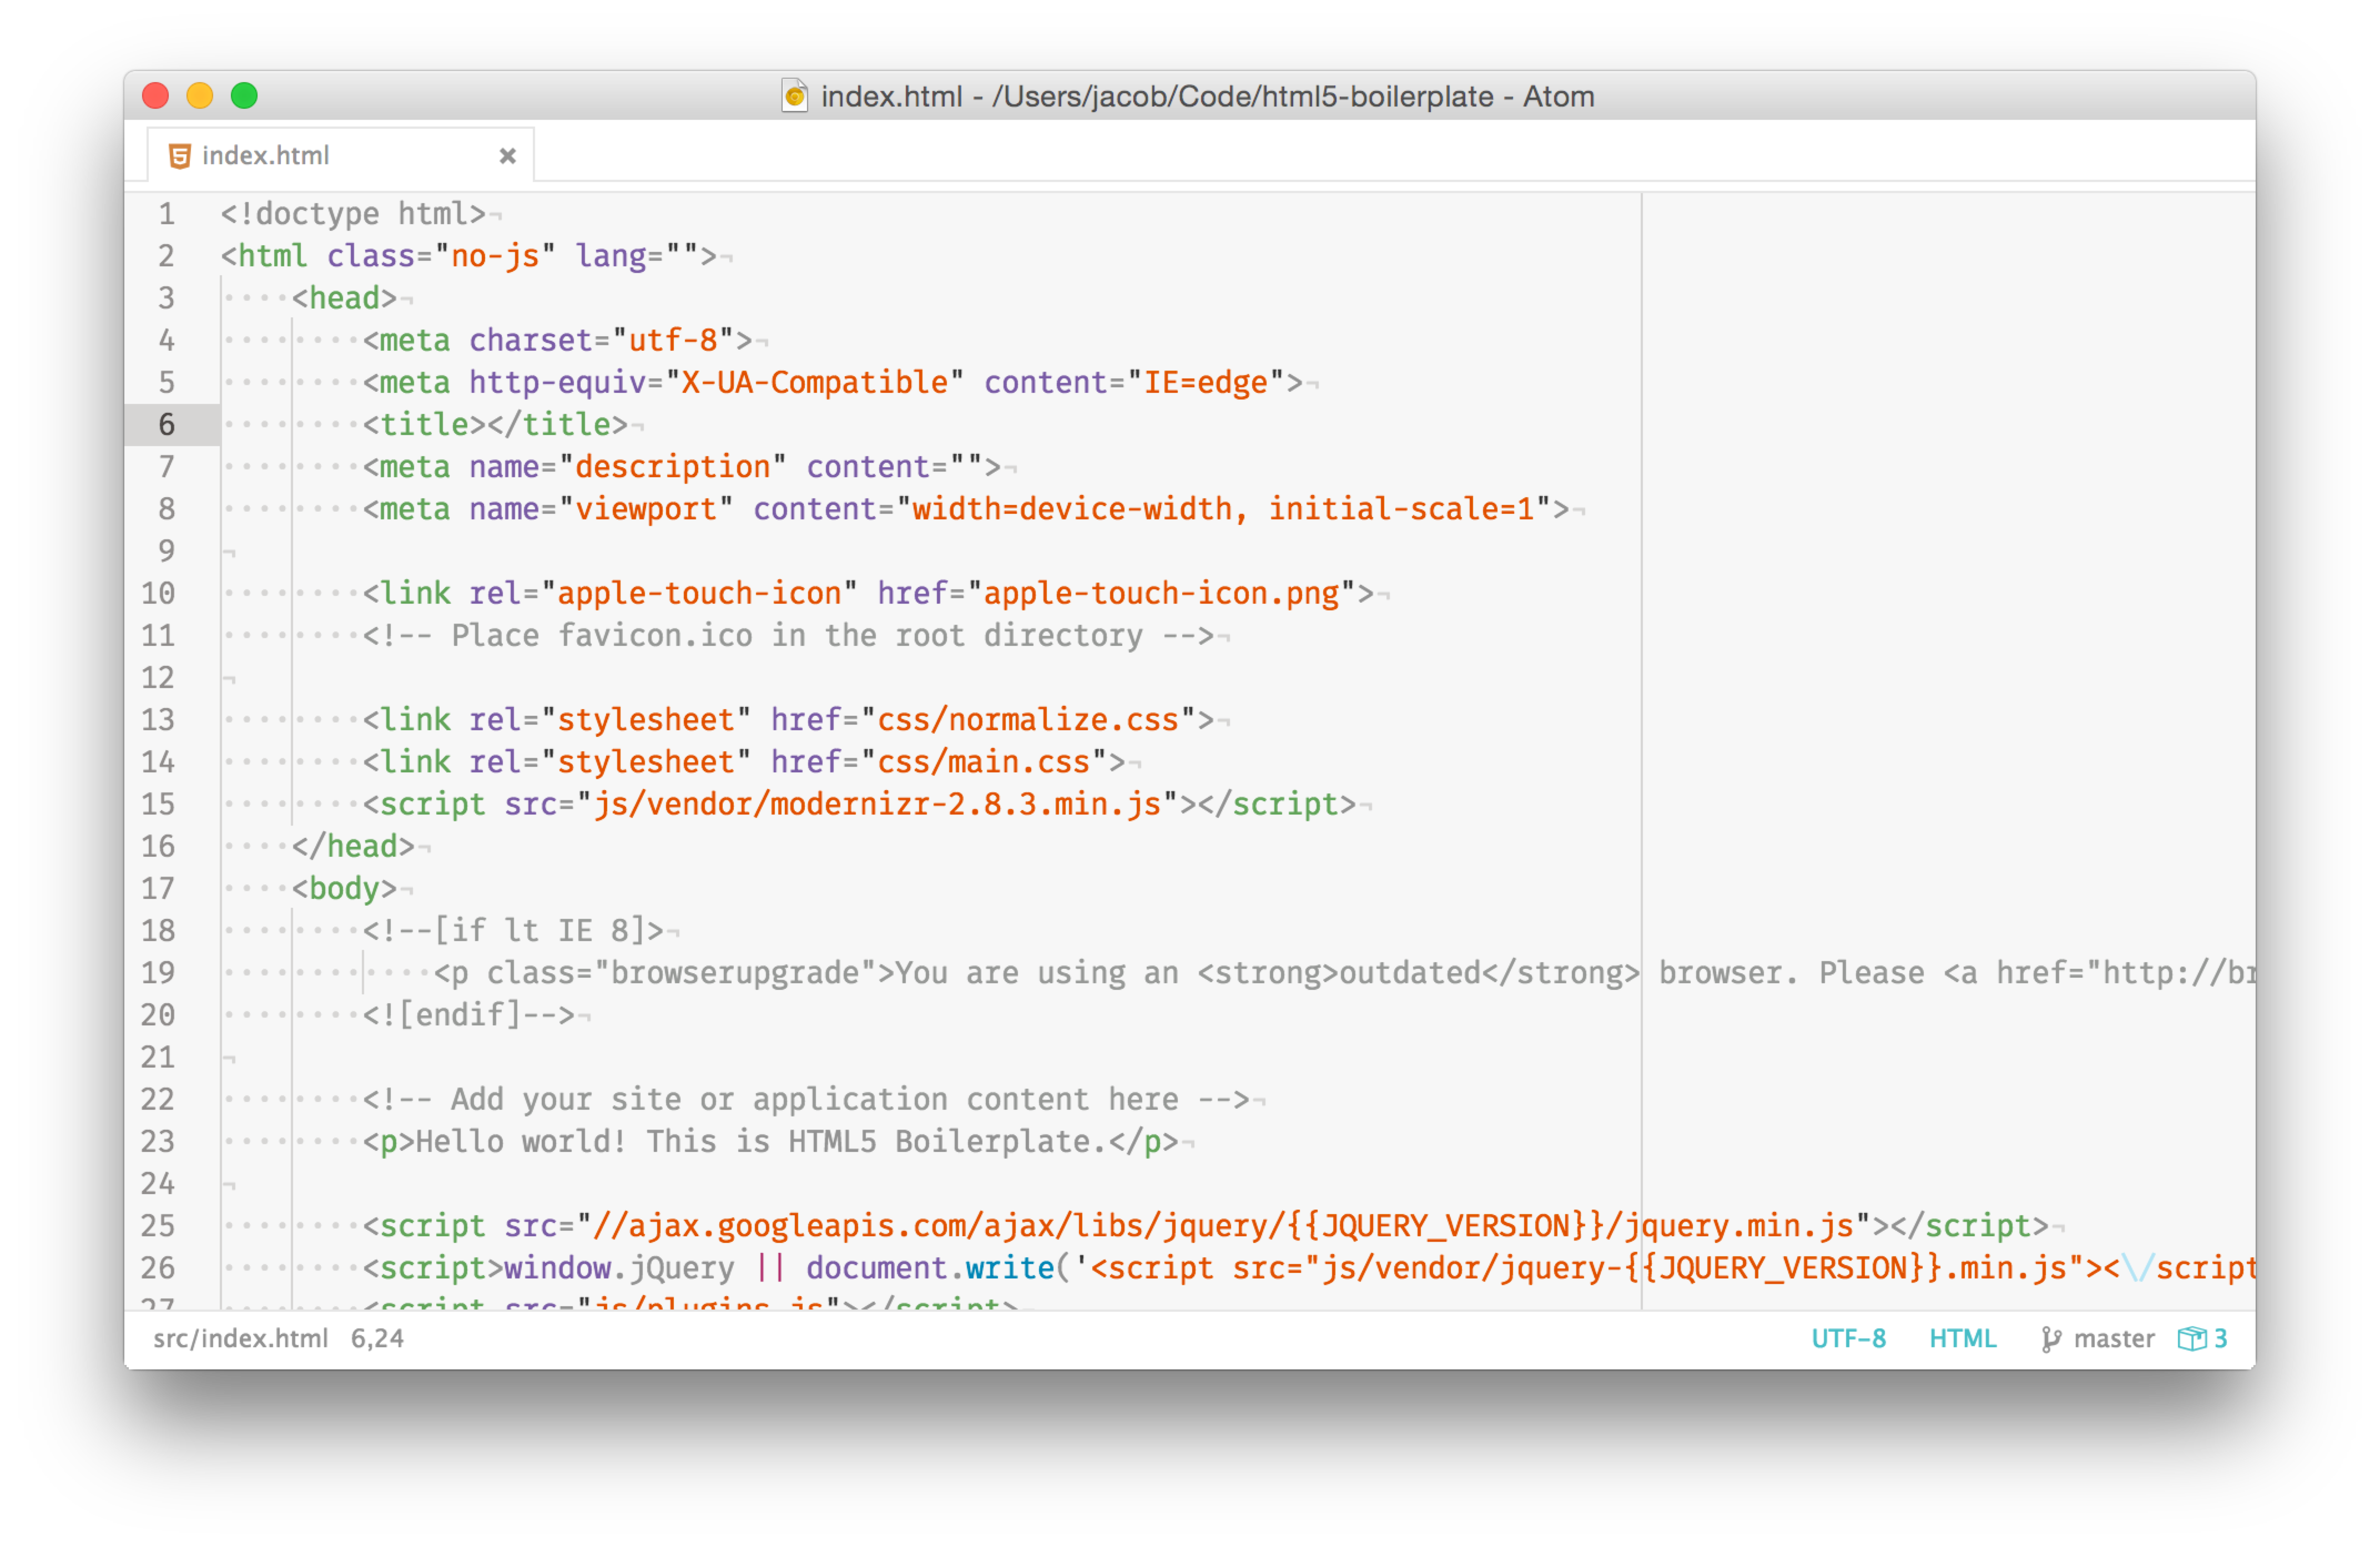 index.html - /Users/jacob/Code/html5-boilerplate - Atom
index.html
1 <!doctype html>¬
2 <html class="no-js" lang="">¬
3 ····<head>¬
4 ········<meta charset="utf-8">¬
5 ········<meta http-equiv="X-UA-Compatible" content="IE=edge">¬
6 ········<title></title>¬
7 ········<meta name="description" content="">¬
8 ········<meta name="viewport" content="width=device-width, initial-scale=1">¬
9 ¬
10 ········<link rel="apple-touch-icon" href="apple-touch-icon.png">¬
11 ········<!-- Place favicon.ico in the root directory -->¬
12 ¬
13 ········<link rel="stylesheet" href="css/normalize.css">¬
14 ········<link rel="stylesheet" href="css/main.css">¬
15 ········<script src="js/vendor/modernizr-2.8.3.min.js"></script>¬
16 ····</head>¬
17 ····<body>¬
18 ········<!--[if lt IE 8]>¬
19 ············<p class="browserupgrade">You are using an <strong>outdated</strong> browser. Please <a href="http://br
20 ········<![endif]-->¬
21 ¬
22 ········<!-- Add your site or application content here -->¬
23 ········<p>Hello world! This is HTML5 Boilerplate.</p>¬
24 ¬
25 ········<script src="//ajax.googleapis.com/ajax/libs/jquery/{{JQUERY_VERSION}}/jquery.min.js"></script>¬
26 ········<script>window.jQuery || document.write('<script src="js/vendor/jquery-{{JQUERY_VERSION}}.min.js"><\/script
27 ········<script src="js/plugins.js"></script>¬
src/index.html 6,24 UTF-8 HTML master 3